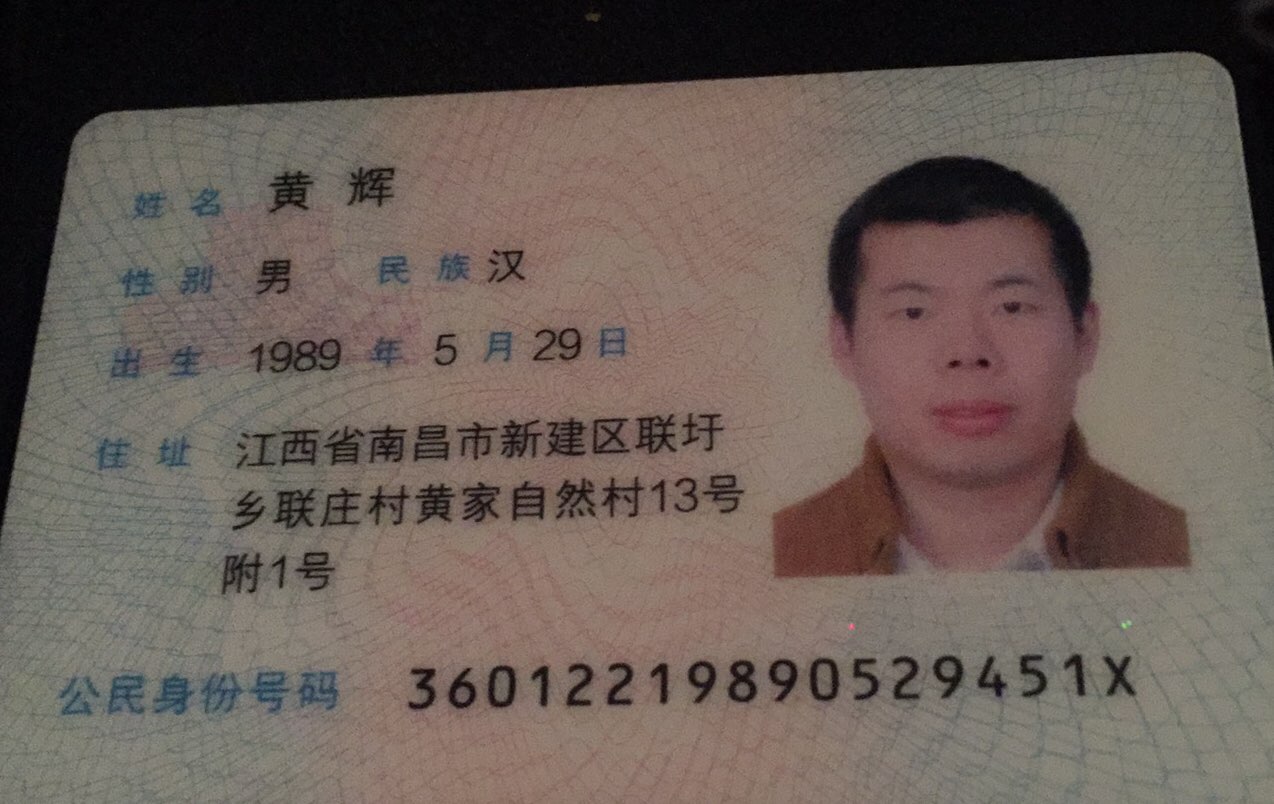 姓名 黄辉
性别 男 民族 汉
出生 1989 年 5 月 29 日
住址 江西省南昌市新建区联圩
乡联庄村黄家自然村13号
附1号
公民身份号码 36012219890529451X